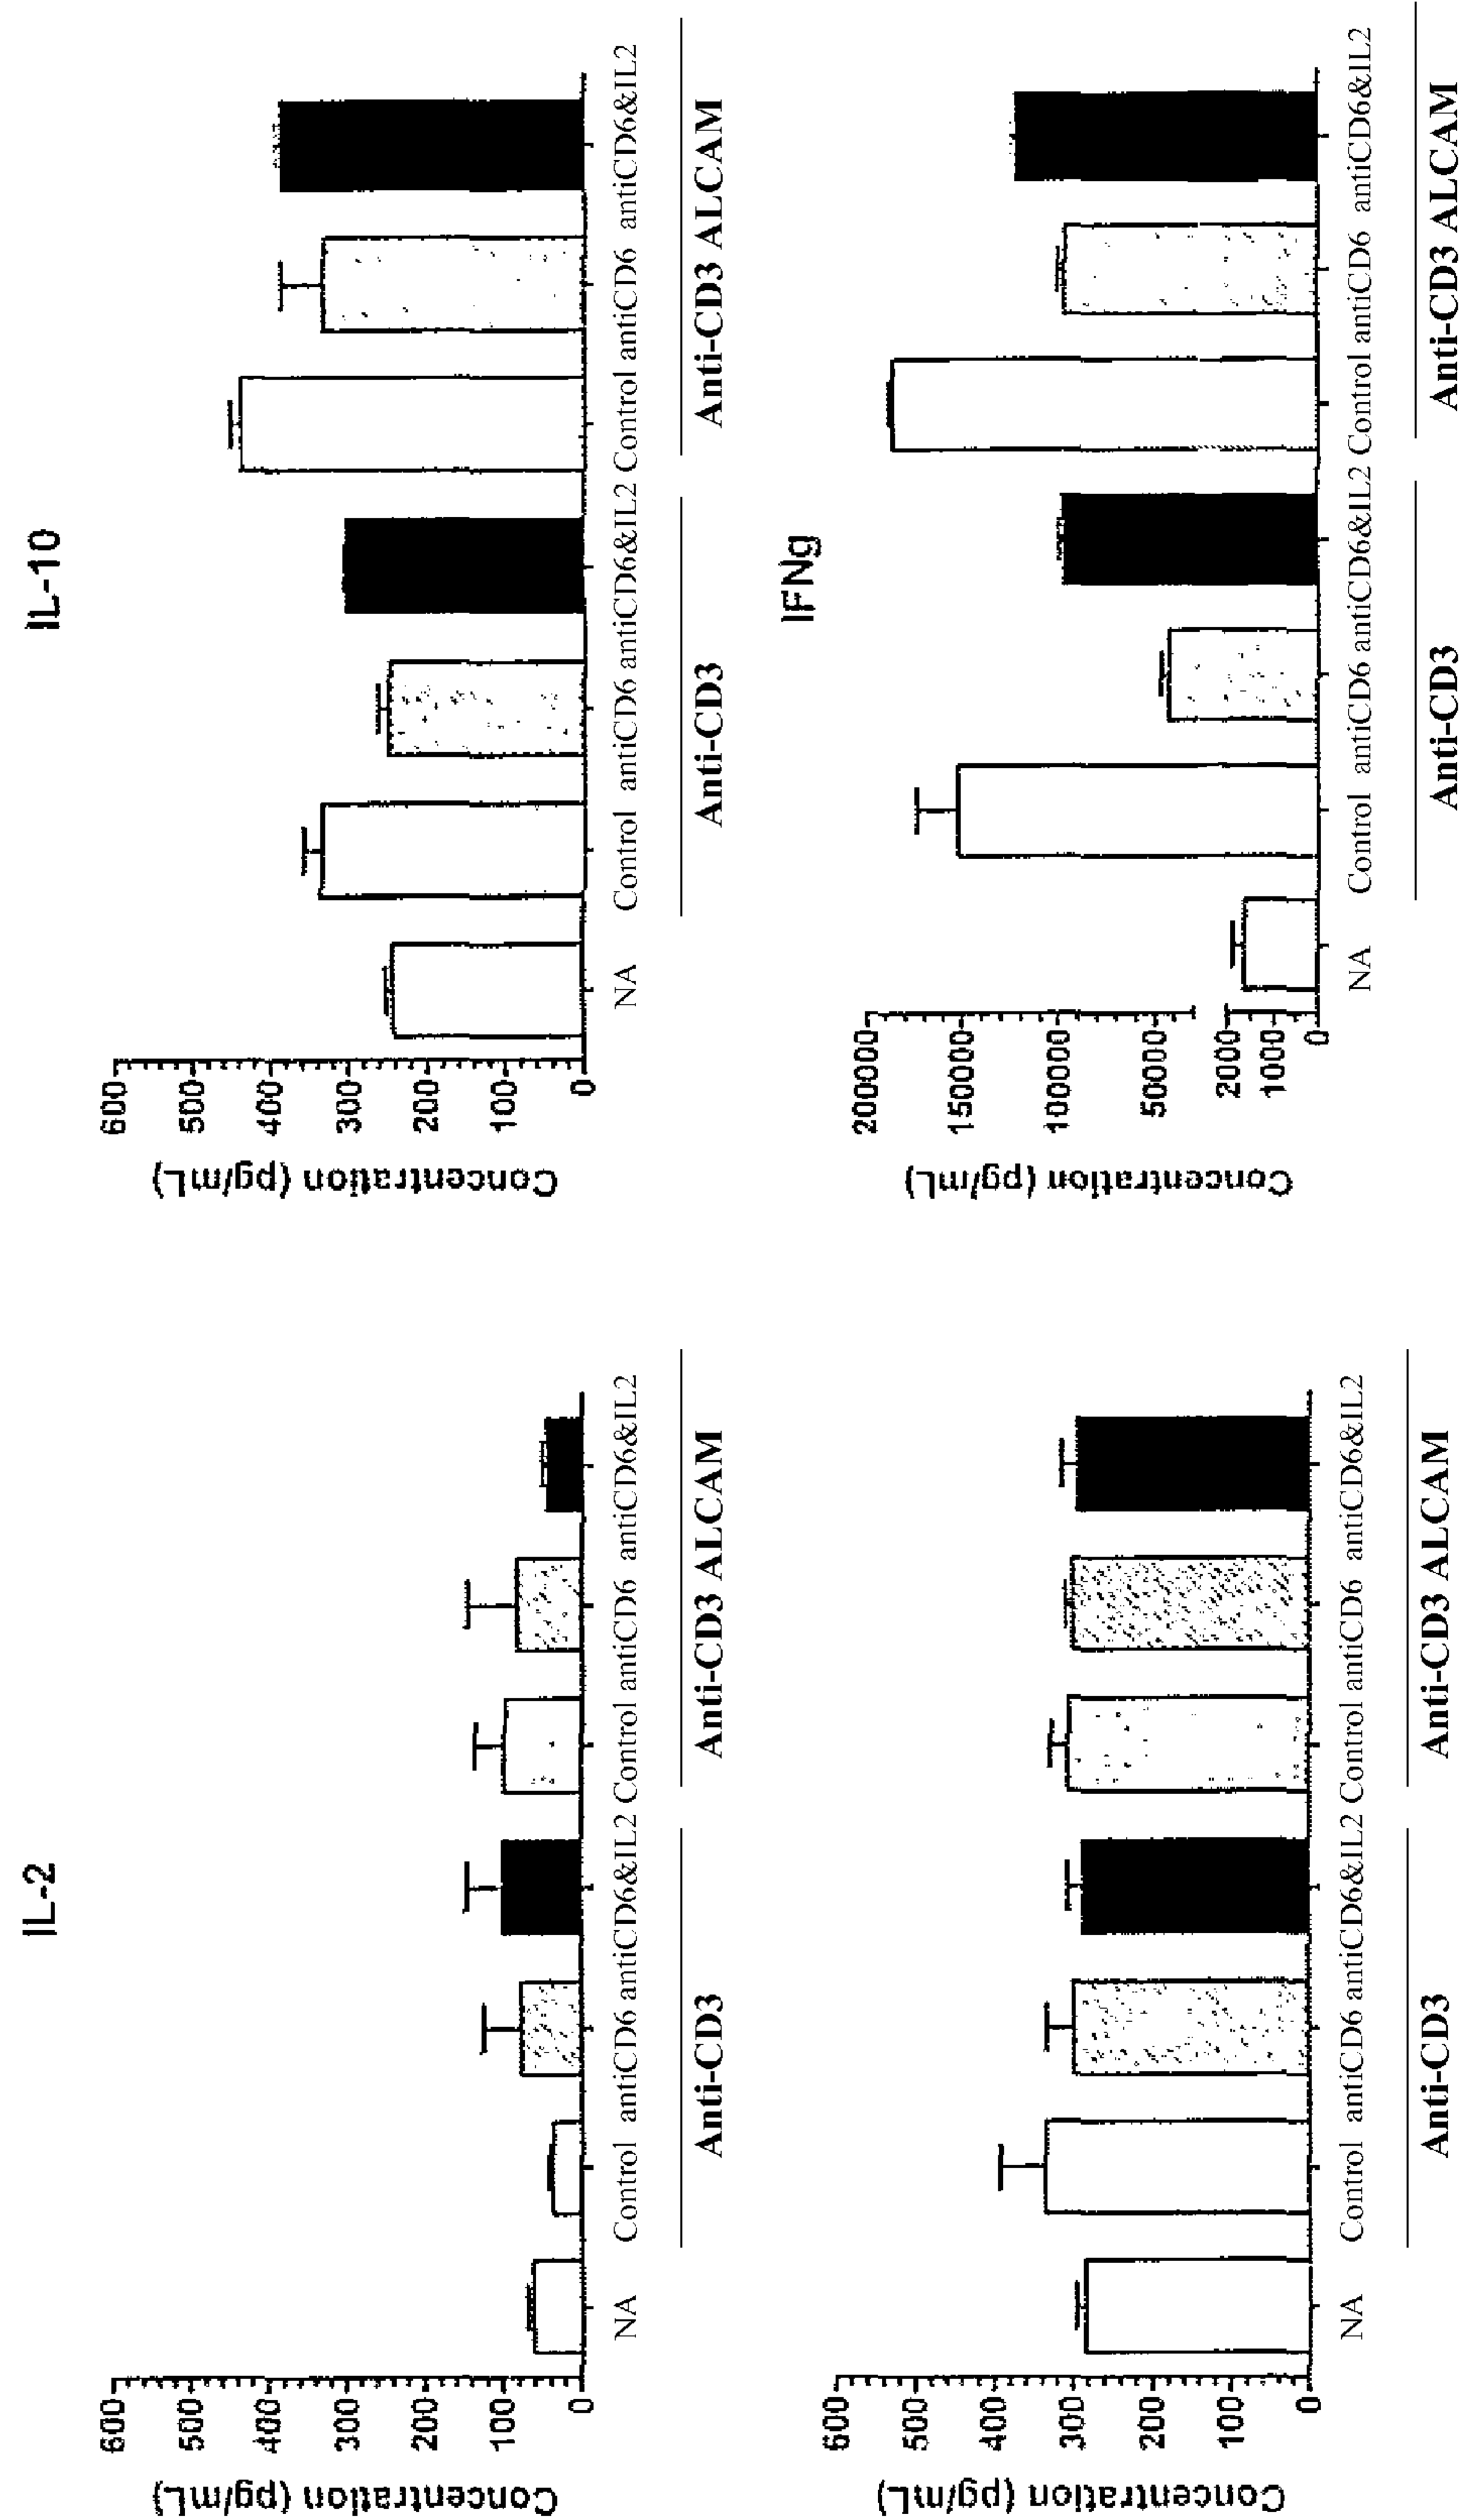 IL-2
Concentration (pg/mL)
600
500
400
300
200
100
0
NA Control antiCD6 antiCD6&IL2 Control antiCD6 antiCD6&IL2
Anti-CD3 Anti-CD3 ALCAM
IL-10
Concentration (pg/mL)
600
500
400
300
200
100
0
NA Control antiCD6 antiCD6&IL2 Control antiCD6 antiCD6&IL2
Anti-CD3 Anti-CD3 ALCAM
Concentration (pg/mL)
600
500
400
300
200
100
0
NA Control antiCD6 antiCD6&IL2 Control antiCD6 antiCD6&IL2
Anti-CD3 Anti-CD3 ALCAM
IFNg
Concentration (pg/mL)
200000
150000
100000
50000
2000
1000
0
NA Control antiCD6 antiCD6&IL2 Control antiCD6 antiCD6&IL2
Anti-CD3 Anti-CD3 ALCAM